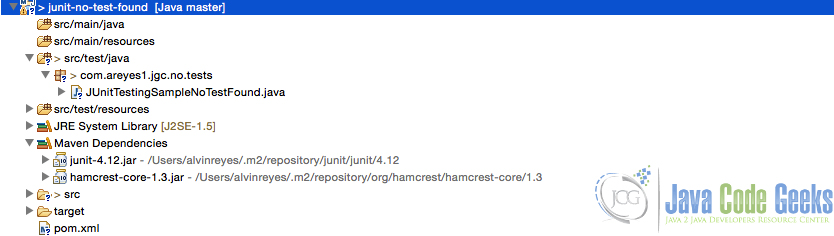 > junit-no-test-found [Java master]
src/main/java
src/main/resources
> src/test/java
> com.areyes1.jgc.no.tests
JUnitTestingSampleNoTestFound.java
src/test/resources
JRE System Library [J2SE-1.5]
Maven Dependencies
junit-4.12.jar - /Users/alvinreyes/.m2/repository/junit/junit/4.12
hamcrest-core-1.3.jar - /Users/alvinreyes/.m2/repository/org/hamcrest/hamcrest-core/1.3
> src
target
pom.xml
JCG
Java Code Geeks
JAVA 2 JAVA DEVELOPERS RESOURCE CENTER